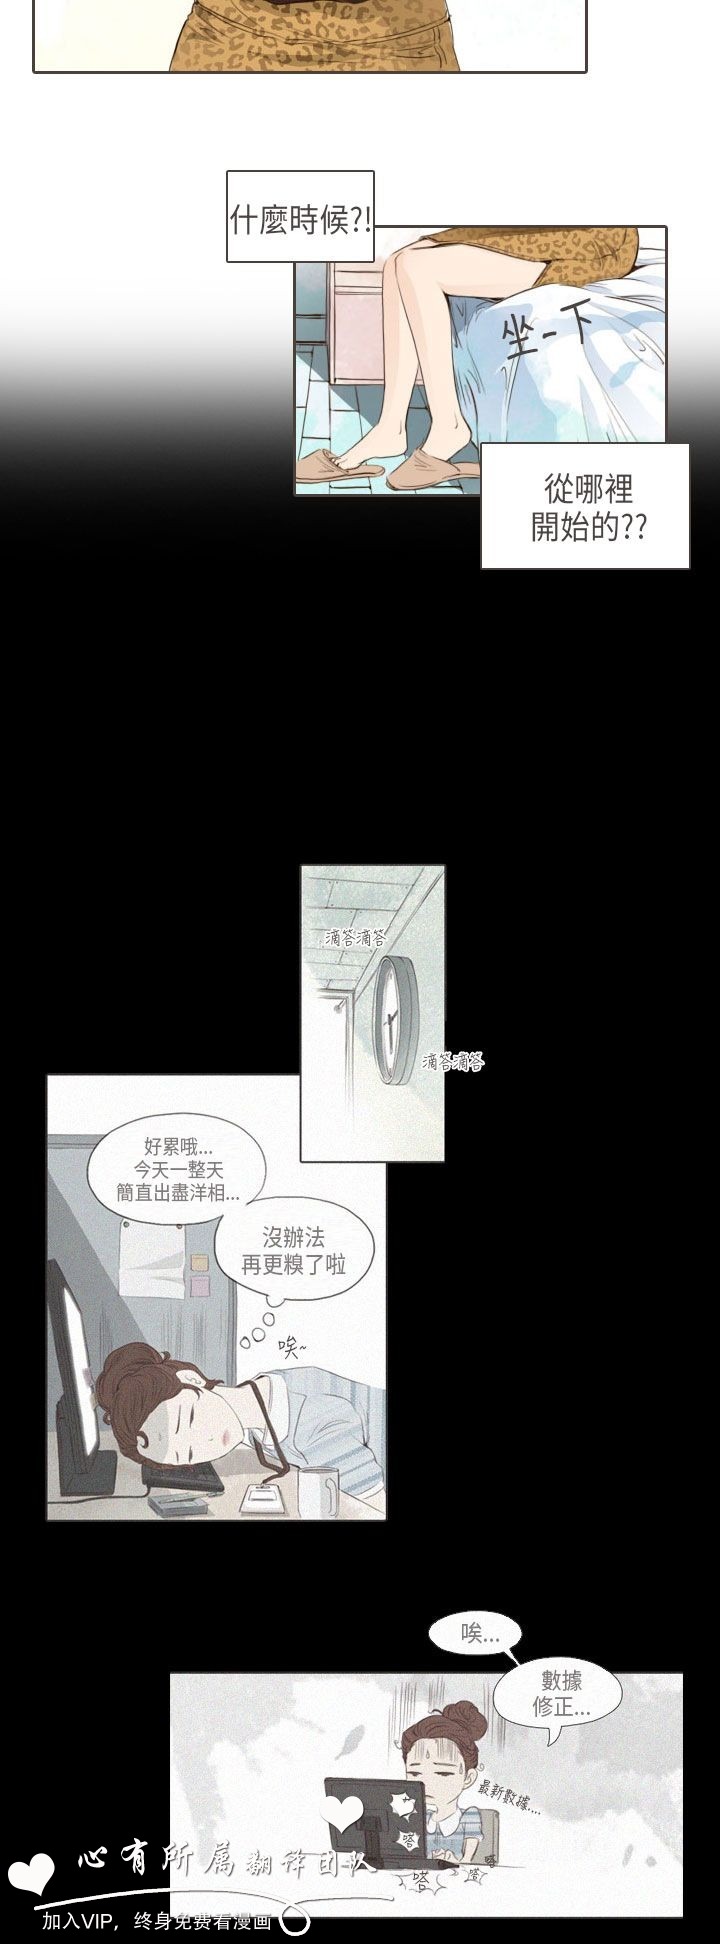 什麼時候?!
坐-下
從哪裡
開始的??
滴答滴答
滴答滴答
好累哦...
今天一整天
簡直出盡洋相...
沒辦法
再更糗了啦
唉~
唉...
數據
修正...
最新數據....
嗒
嗒
嗒
嗒
心有所属翻译团队
加入VIP，终身免费看漫画